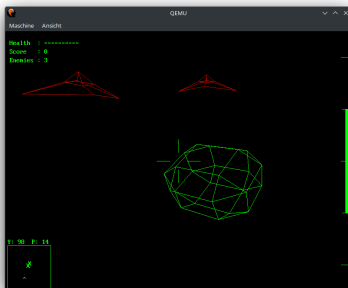 QEMU
Maschine Ansicht
Health : ----------
Score : 0
Enemies : 3
Y: 90 P: 14